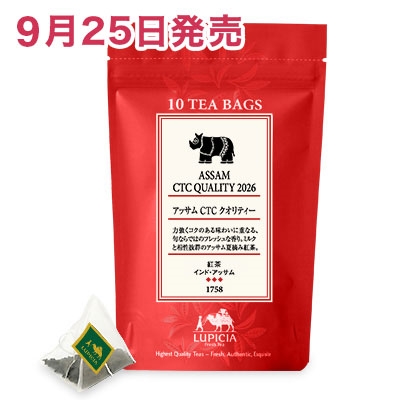 9月25日発売
10 TEA BAGS
ASSAM
CTC QUALITY 2026
アッサム CTC クオリティー
力強くコクのある味わいに重なる、
旬ならではのフレッシュな香り。ミルク
と相性抜群のアッサム夏摘み紅茶。
紅茶
インド・アッサム
1758
LUPICIA
Fresh Tea
Highest Quality Teas – Fresh, Authentic, Exquisite